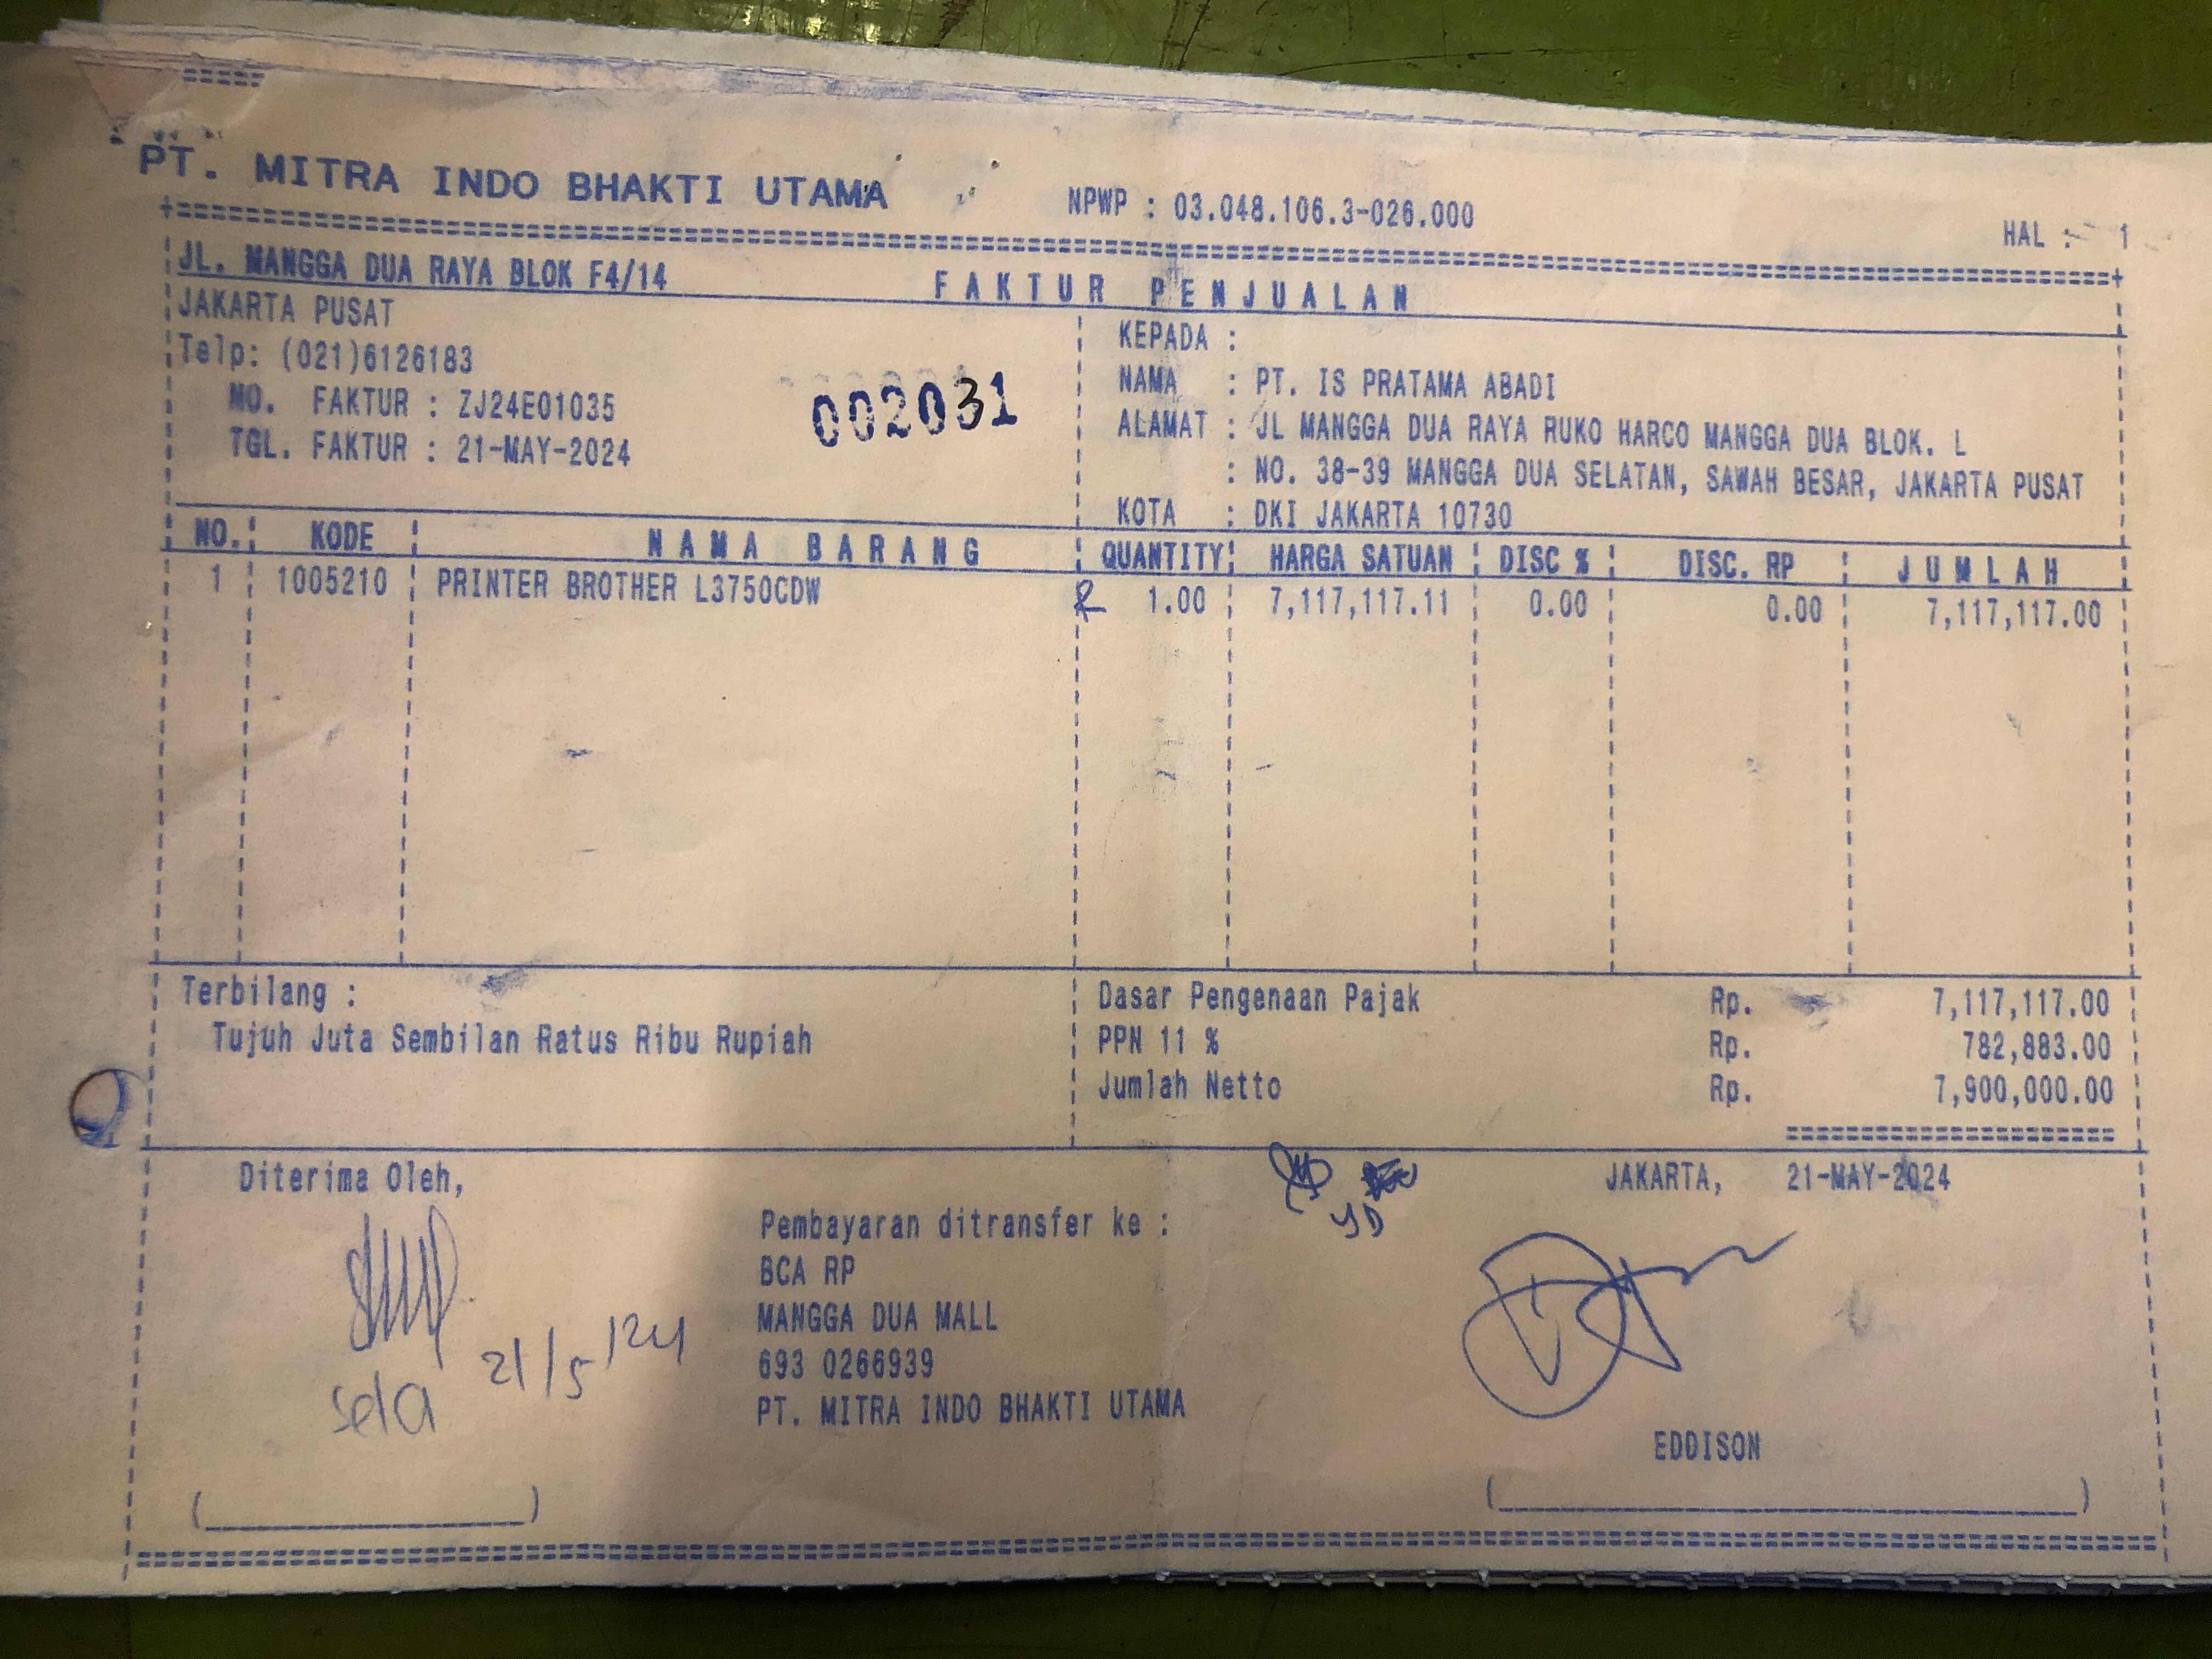 PT. MITRA INDO BHAKTI UTAMA NPWP : 03.048.106.3-026.000 HAL : 1
JL. MANGGA DUA RAYA BLOK F4/14
FAKTUR PENJUALAN
JAKARTA PUSAT
Telp: (021)6126183
NO. FAKTUR : ZJ24E01035
TGL. FAKTUR : 21-MAY-2024
002031
KEPADA :
NAMA : PT. IS PRATAMA ABADI
ALAMAT : JL MANGGA DUA RAYA RUKO HARCO MANGGA DUA BLOK. L
: NO. 38-39 MANGGA DUA SELATAN, SAWAH BESAR, JAKARTA PUSAT
KOTA : DKI JAKARTA 10730
NO. KODE NAMA BARANG QUANTITY HARGA SATUAN DISC % DISC. RP JUMLAH
1 1005210 PRINTER BROTHER L3750CDW 1.00 7,117,117.11 0.00 0.00 7,117,117.00
Terbilang :
Tujuh Juta Sembilan Ratus Ribu Rupiah
Dasar Pengenaan Pajak Rp. 7,117,117.00
PPN 11 % Rp. 782,883.00
Jumlah Netto Rp. 7,900,000.00
Diterima Oleh,
sela 21/5/24
Pembayaran ditransfer ke :
BCA RP
MANGGA DUA MALL
693 0266939
PT. MITRA INDO BHAKTI UTAMA
JAKARTA, 21-MAY-2024
EDDISON